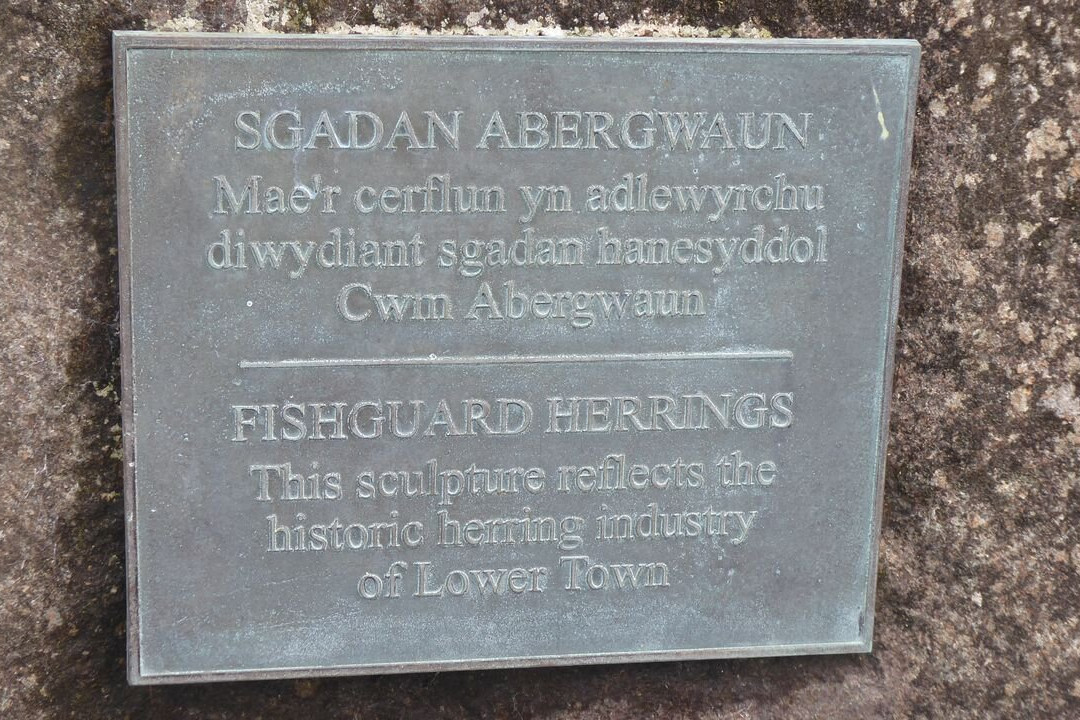 SGADAN ABERGWAUN
Mae'r cerflun yn adlewyrchu
diwydiant sgadan hanesyddol
Cwm Abergwaun
FISHGUARD HERRINGS
This sculpture reflects the
historic herring industry
of Lower Town